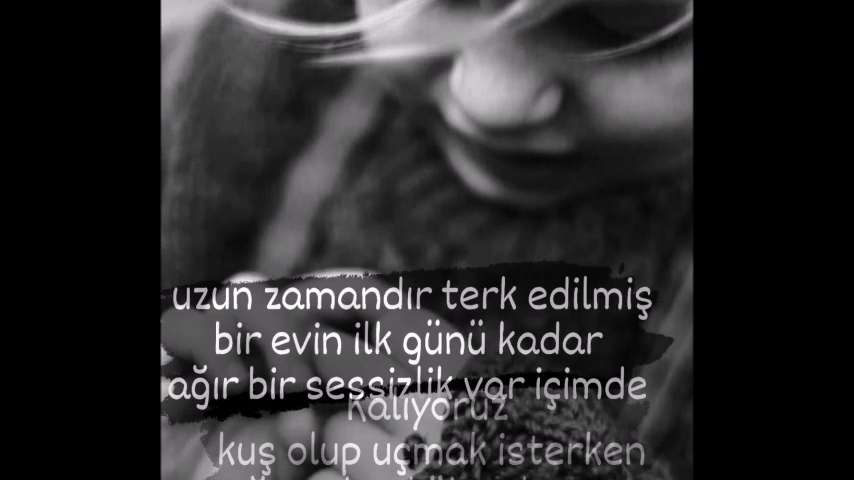 uzun zamandır terk edilmiş
bir evin ilk günü kadar
ağır bir sessizlik var içimde
kalıyoruz
kuş olup uçmak isterken